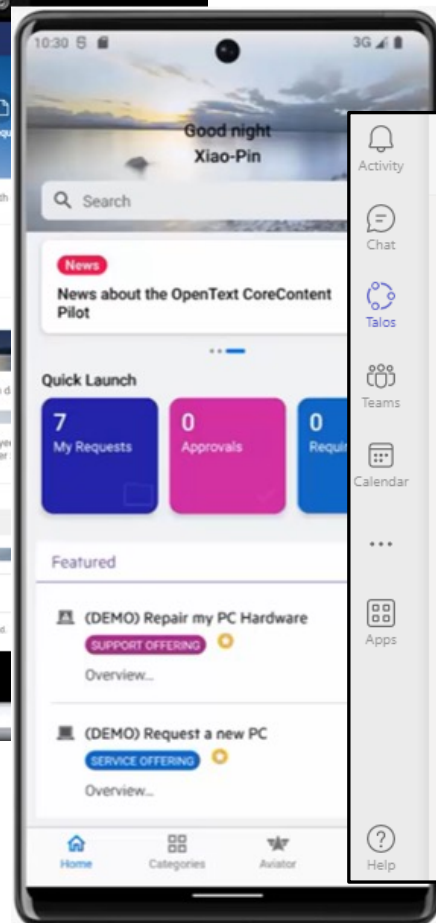 10:30
3G
Good night
Xiao-Pin
Search
News
News about the OpenText CoreContent
Pilot
Quick Launch
7
My Requests
0
Approvals
0
Featured
(DEMO) Repair my PC Hardware
SUPPORT OFFERING
Overview...
(DEMO) Request a new PC
SERVICE OFFERING
Overview...
Home
Categories
Aviator
Activity
Chat
Talos
Teams
Calendar
Apps
Help